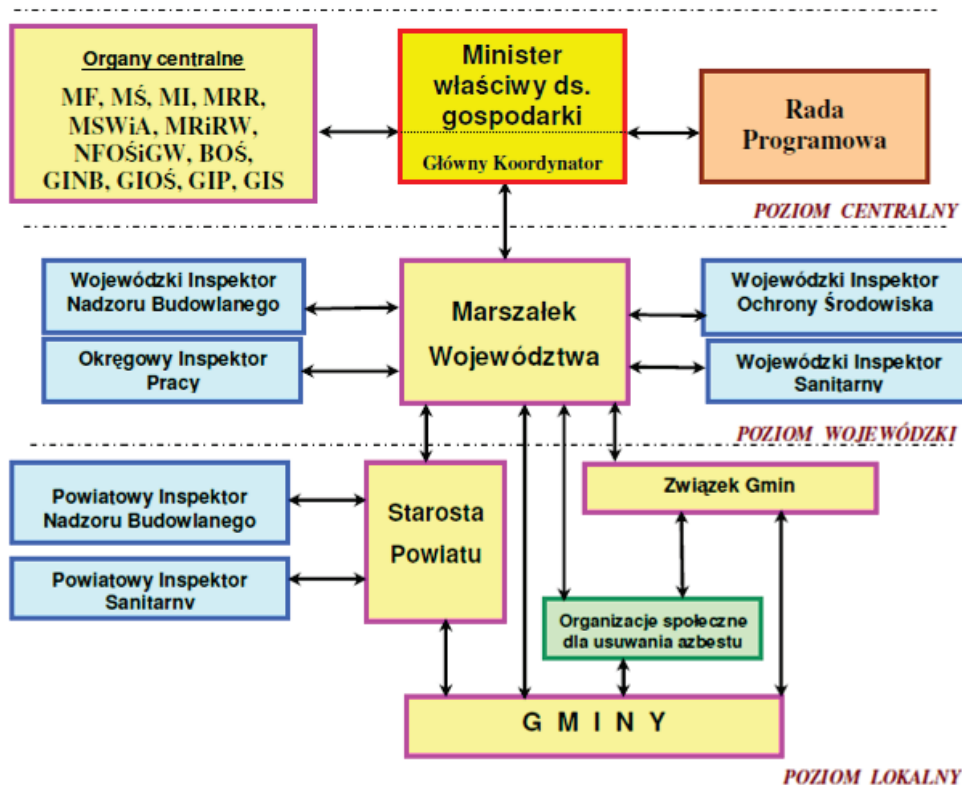 Organy centralne
MF, MŚ, MI, MRR,
MSWiA, MRiRW,
NFOŚiGW, BOŚ,
GINB, GIOŚ, GIP, GIS
Minister
właściwy ds.
gospodarki
Główny Koordynator
Rada
Programowa
POZIOM CENTRALNY
Wojewódzki Inspektor
Nadzoru Budowlanego
Okręgowy Inspektor
Pracy
Marszałek
Województwa
Wojewódzki Inspektor
Ochrony Środowiska
Wojewódzki Inspektor
Sanitarny
POZIOM WOJEWÓDZKI
Powiatowy Inspektor
Nadzoru Budowlanego
Powiatowy Inspektor
Sanitarny
Starosta
Powiatu
Związek Gmin
Organizacje społeczne
dla usuwania azbestu
G M I N Y
POZIOM LOKALNY